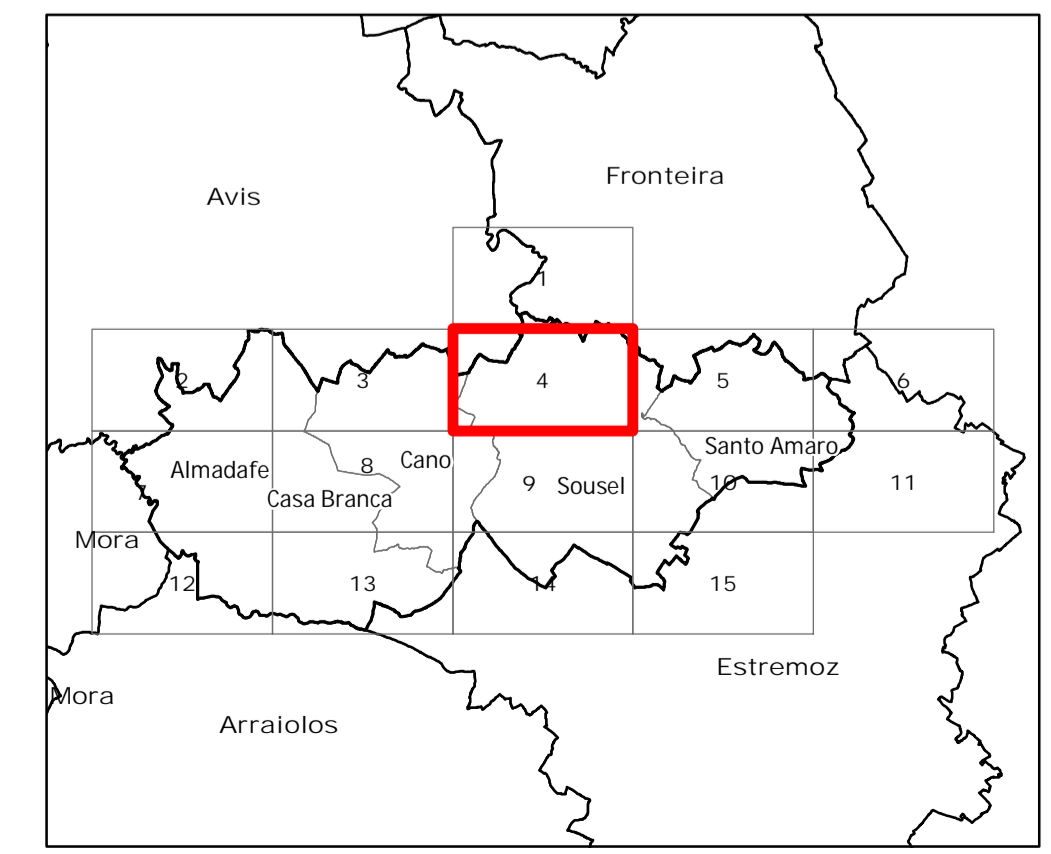 Fronteira
Avis
1
2
3
4
5
6
Santo Amaro
Almadafe
8
Cano
Casa Branca
9
Sousel
10
11
7
Mora
12
13
14
15
Estremoz
Mora
Arraiolos